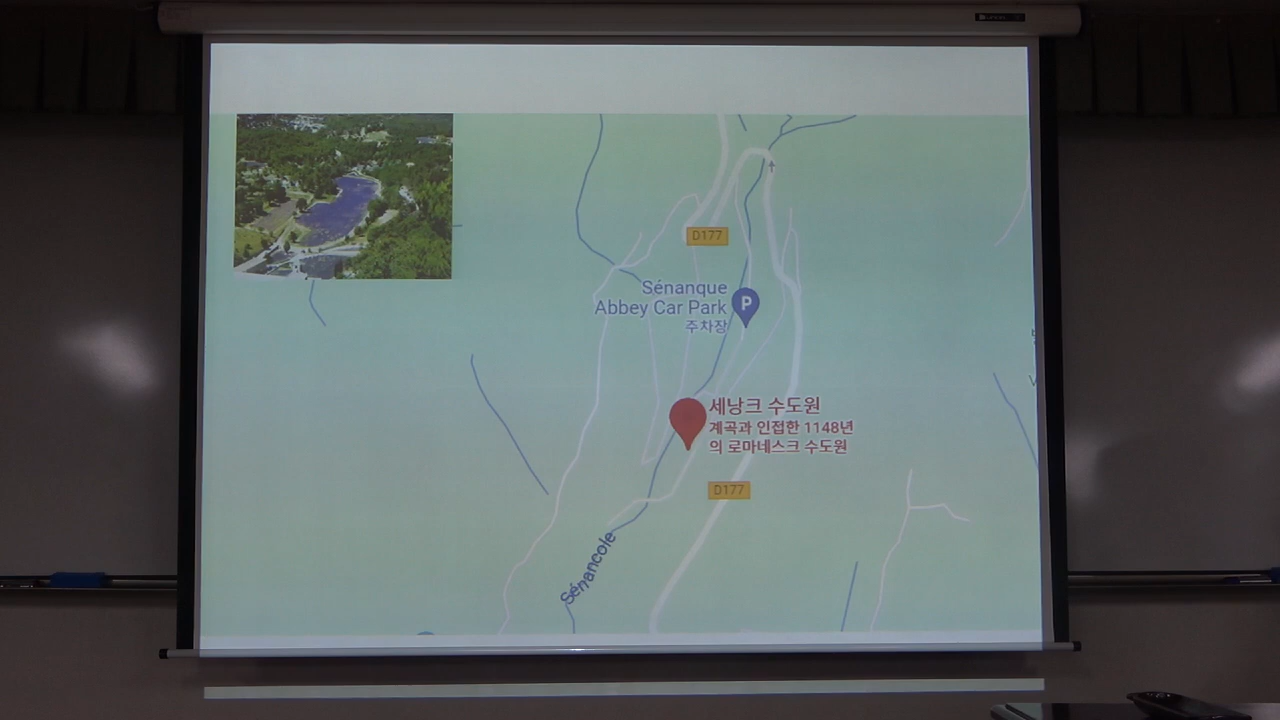 D177
Sénanque
Abbey Car Park
주차장
P
세낭크 수도원
계곡과 인접한 1148년
의 로마네스크 수도원
D177
Sénancole